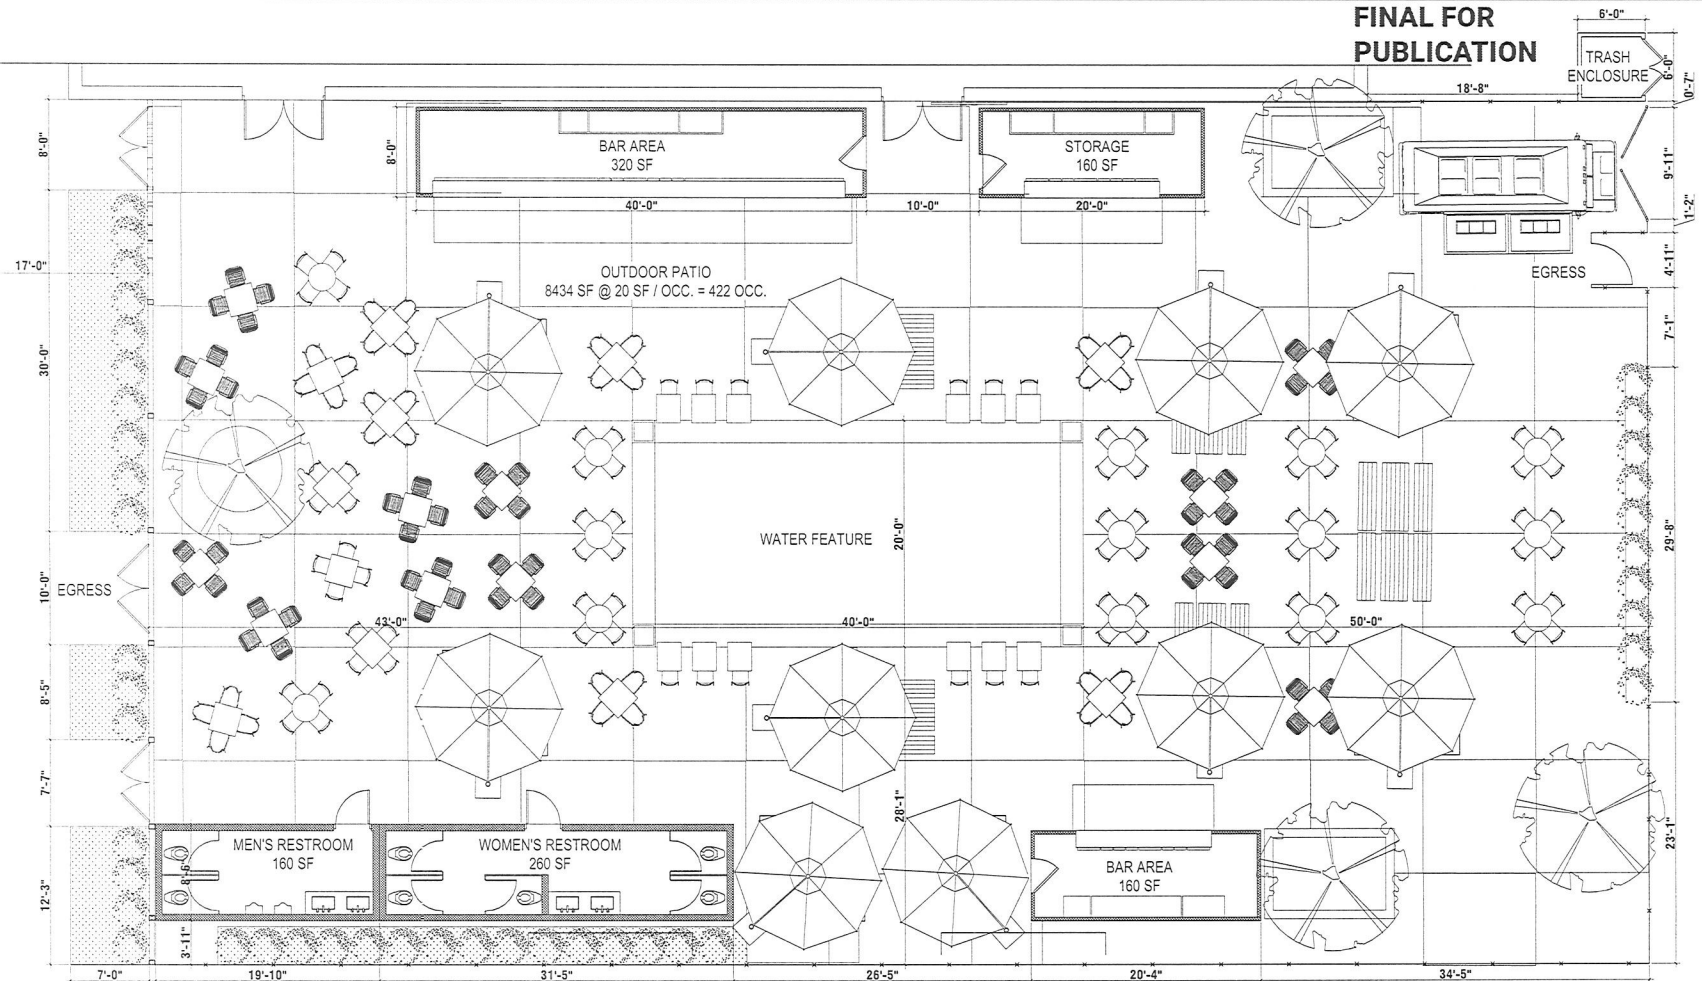 FINAL FOR
PUBLICATION
6'-0"
TRASH
ENCLOSURE
6'-0"
0'-7"
18'-8"
8'-0"
8'-0"
BAR AREA
320 SF
STORAGE
160 SF
9'-11"
1'-2"
40'-0"
10'-0"
20'-0"
17'-0"
OUTDOOR PATIO
8434 SF @ 20 SF / OCC. = 422 OCC.
EGRESS
4'-11"
30'-0"
7'-1"
WATER FEATURE
20'-0"
29'-8"
EGRESS
10'-0"
43'-0"
40'-0"
50'-0"
8'-5"
7'-7"
28'-1"
23'-1"
MEN'S RESTROOM
160 SF
WOMEN'S RESTROOM
260 SF
8'-6"
BAR AREA
160 SF
12'-3"
3'-11"
7'-0"
19'-10"
31'-5"
26'-5"
20'-4"
34'-5"